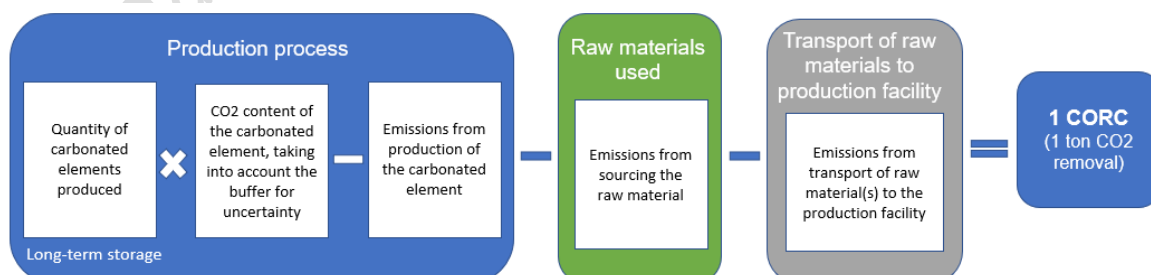 Production process
Quantity of
carbonated
elements
produced
CO2 content of
the carbonated
element, taking
into account the
buffer for
uncertainty
Emissions from
production of
the carbonated
element
Long-term storage
Raw materials
used
Emissions from
sourcing the
raw material
Transport of raw
materials to
production facility
Emissions from
transport of raw
material(s) to the
production facility
1 CORC
(1 ton CO2
removal)